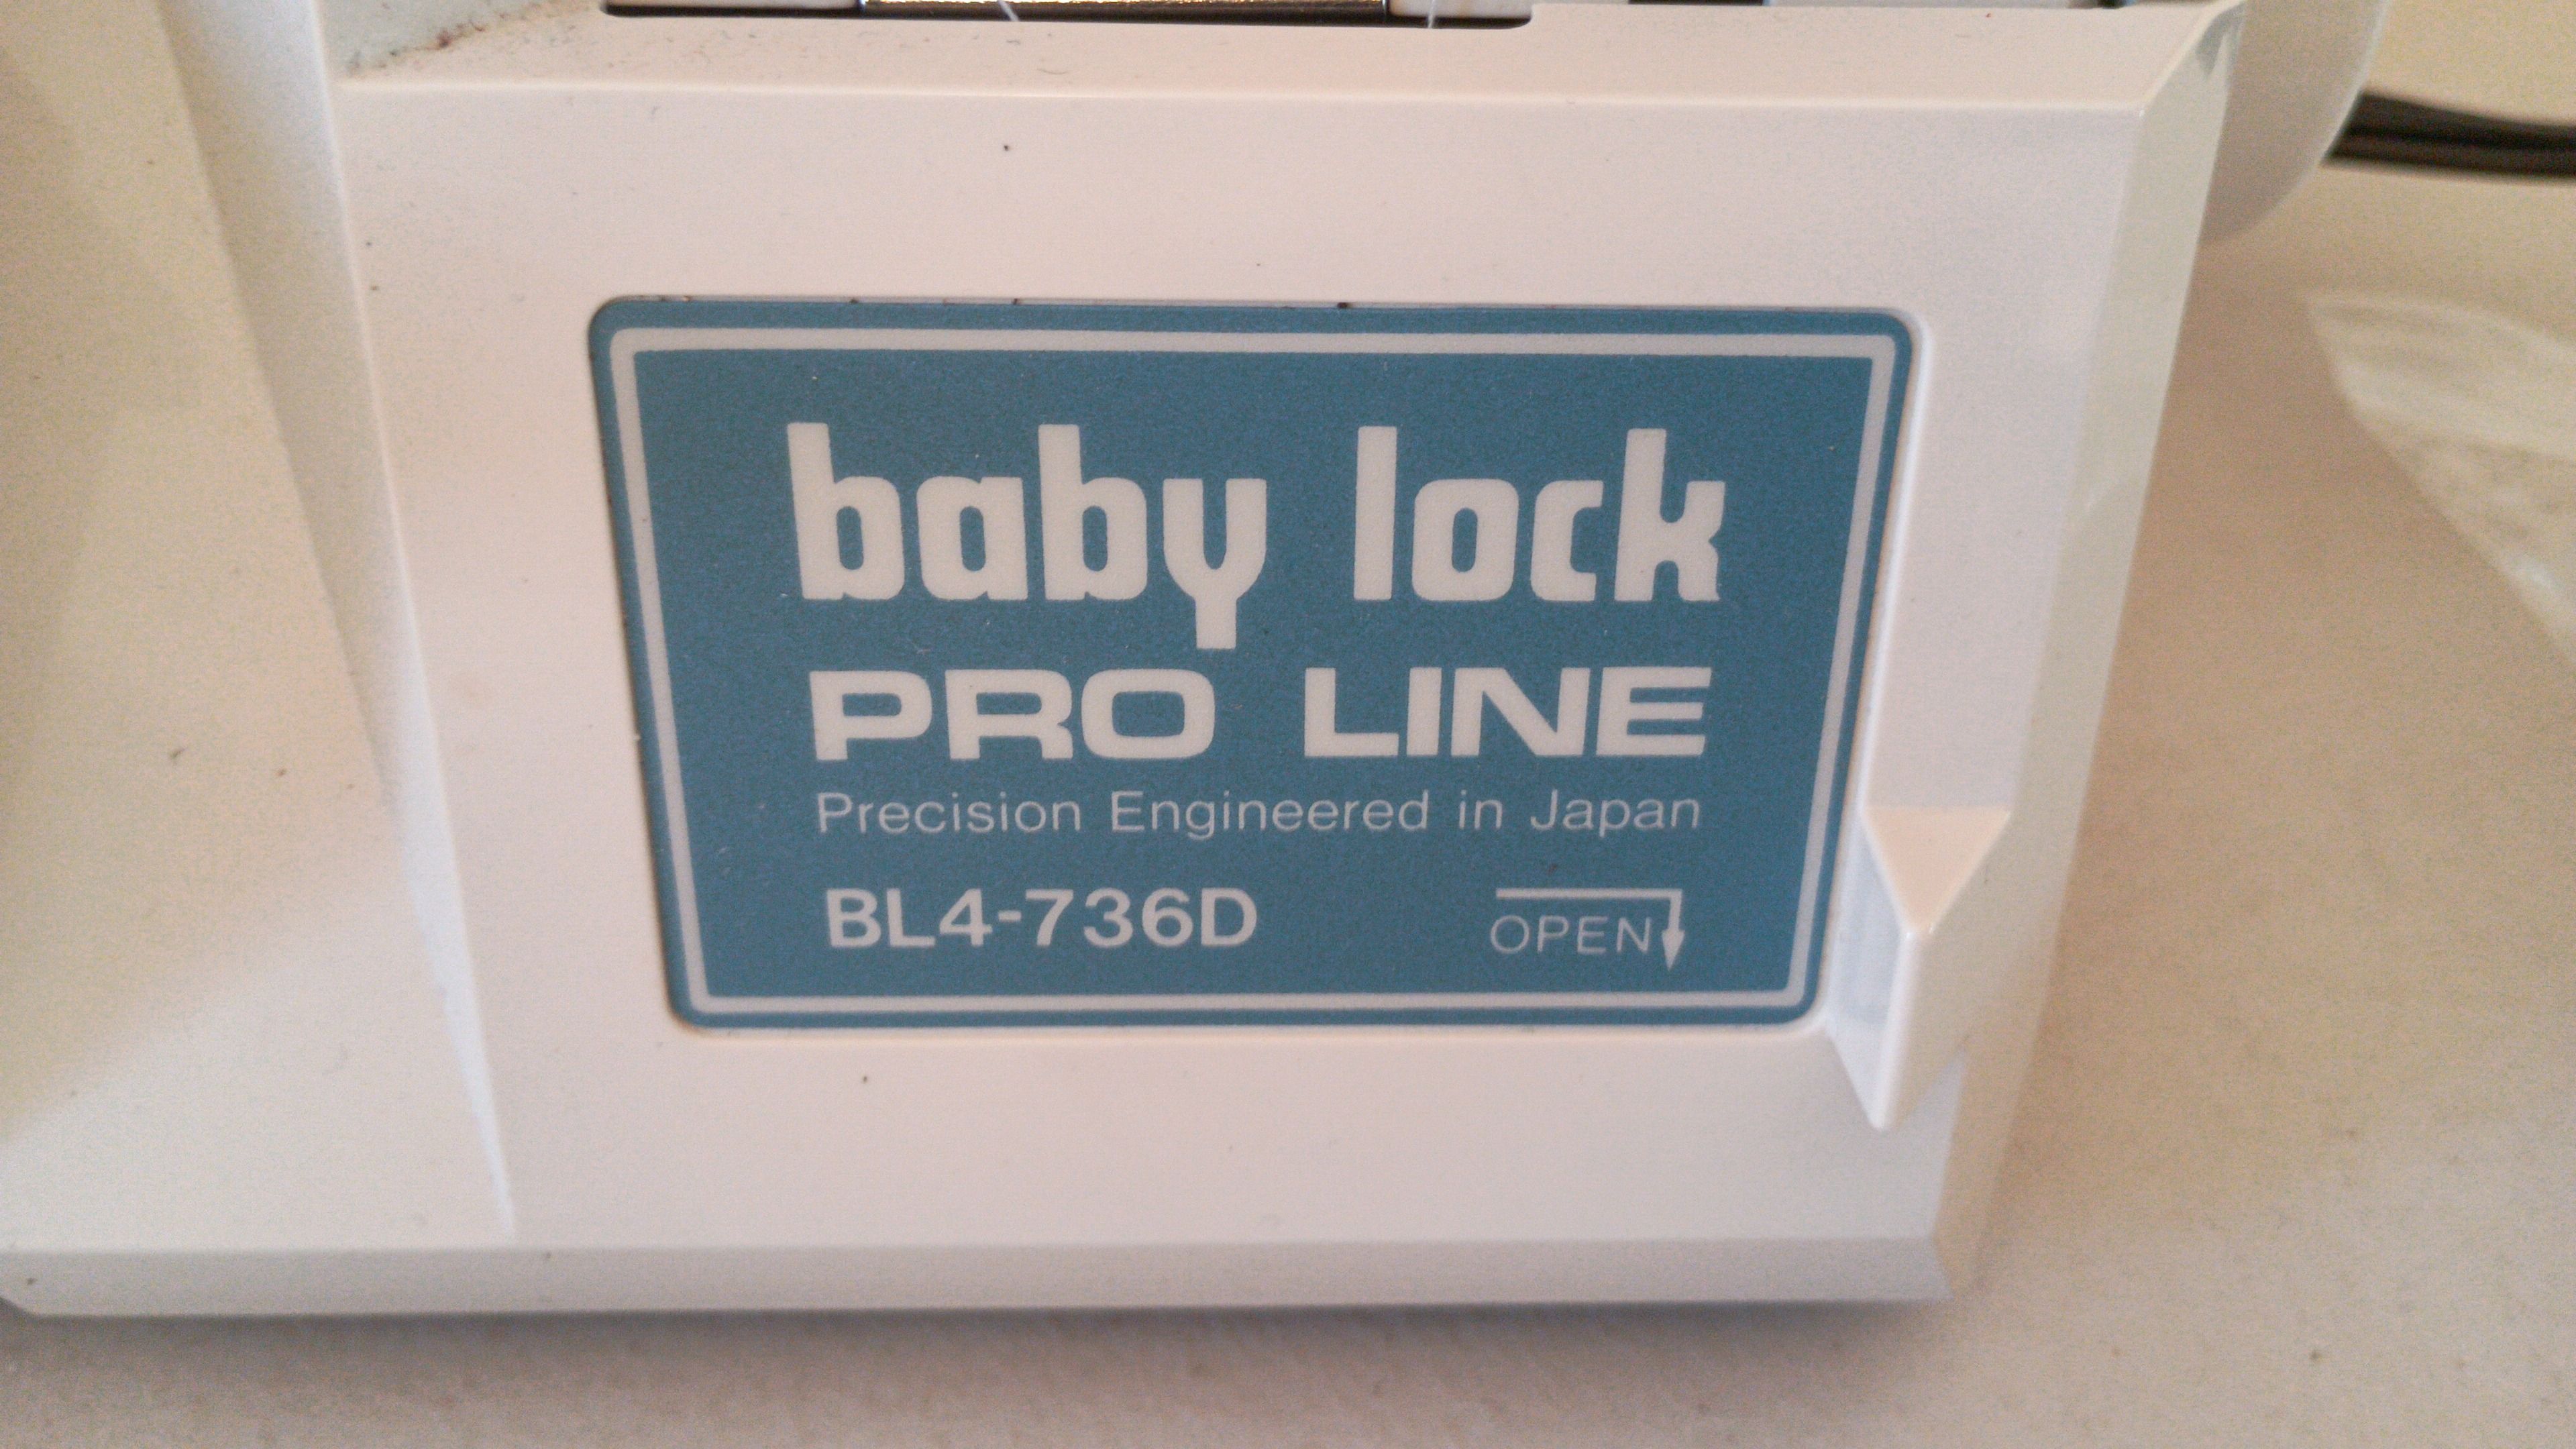 baby lock
PRO LINE
Precision Engineered in Japan
BL4-736D OPEN